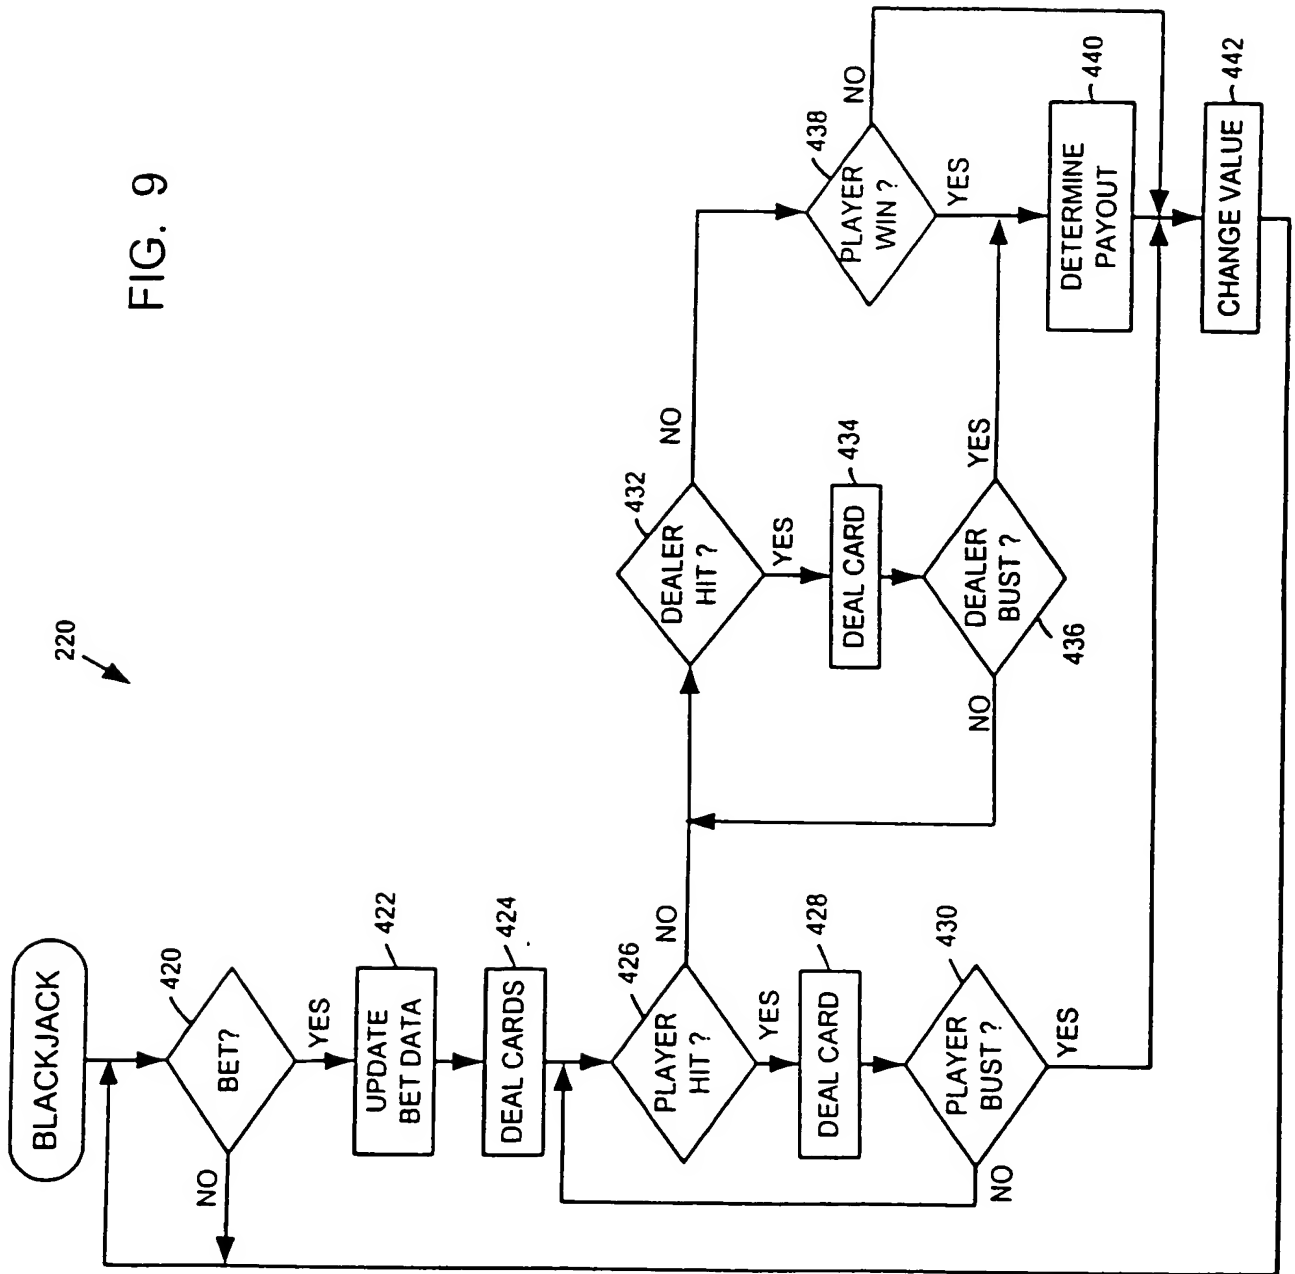 FIG. 9
220
BLACKJACK
420
BET?
NO
YES
422
UPDATE
BET DATA
424
DEAL CARDS
426
PLAYER
HIT?
NO
YES
428
DEAL CARD
430
PLAYER
BUST?
NO
YES
432
DEALER
HIT?
NO
YES
434
DEAL CARD
DEALER
BUST?
436
NO
YES
438
PLAYER
WIN?
NO
YES
440
DETERMINE
PAYOUT
442
CHANGE VALUE